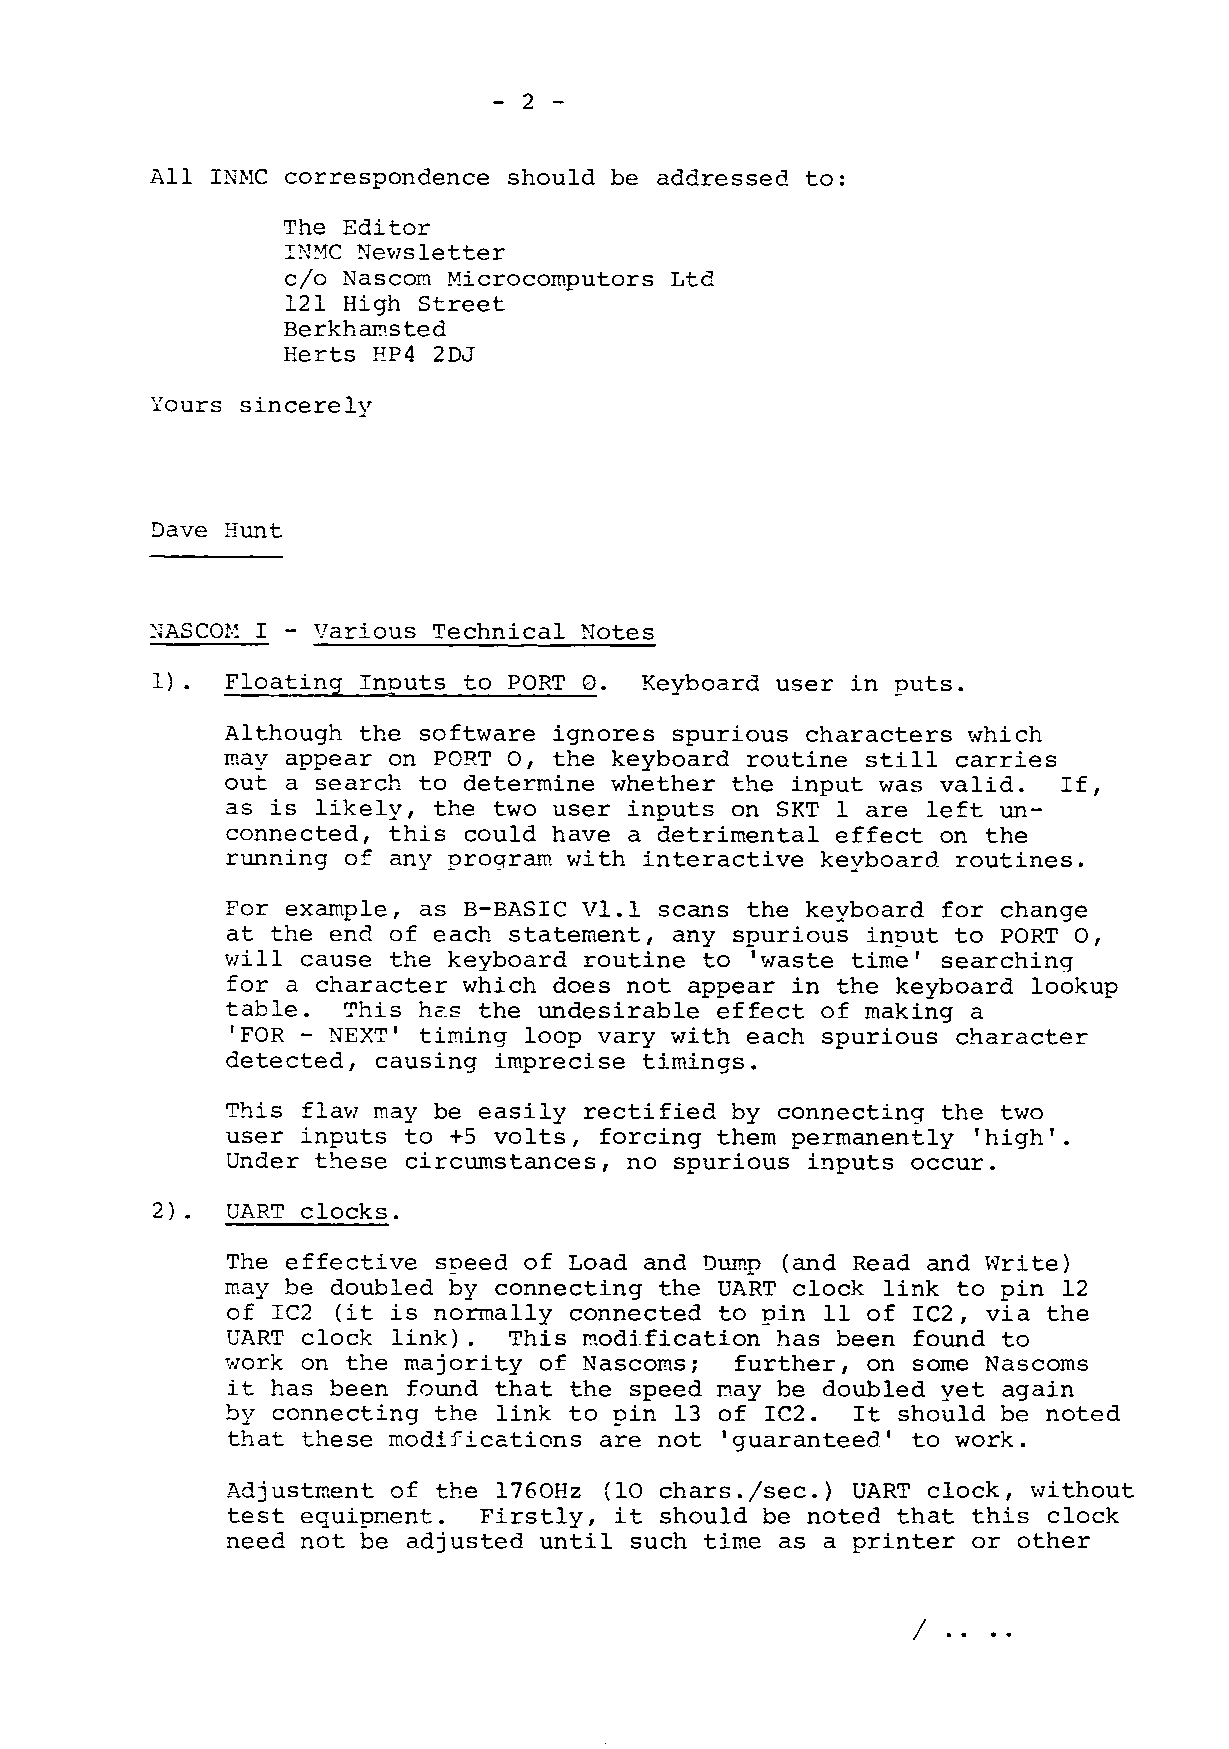 - 2 -
All INMC correspondence should be addressed to:
The Editor
INMC Newsletter
c/o Nascom Microcomputors Ltd
121 High Street
Berkhamsted
Herts HP4 2DJ
Yours sincerely
Dave Hunt
NASCOM I - Various Technical Notes
1). Floating Inputs to PORT 0. Keyboard user in puts.
Although the software ignores spurious characters which
may appear on PORT O, the keyboard routine still carries
out a search to determine whether the input was valid. If,
as is likely, the two user inputs on SKT 1 are left un-
connected, this could have a detrimental effect on the
running of any program with interactive keyboard routines.
For example, as B-BASIC V1.1 scans the keyboard for change
at the end of each statement, any spurious input to PORT O,
will cause the keyboard routine to 'waste time' searching
for a character which does not appear in the keyboard lookup
table. This has the undesirable effect of making a
'FOR - NEXT' timing loop vary with each spurious character
detected, causing imprecise timings.
This flaw may be easily rectified by connecting the two
user inputs to +5 volts, forcing them permanently 'high'.
Under these circumstances, no spurious inputs occur.
2). UART clocks.
The effective speed of Load and Dump (and Read and Write)
may be doubled by connecting the UART clock link to pin 12
of IC2 (it is normally connected to pin 11 of IC2, via the
UART clock link). This modification has been found to
work on the majority of Nascoms; further, on some Nascoms
it has been found that the speed may be doubled yet again
by connecting the link to pin 13 of IC2. It should be noted
that these modifications are not 'guaranteed' to work.
Adjustment of the 1760Hz (10 chars./sec.) UART clock, without
test equipment. Firstly, it should be noted that this clock
need not be adjusted until such time as a printer or other
/ .. ..